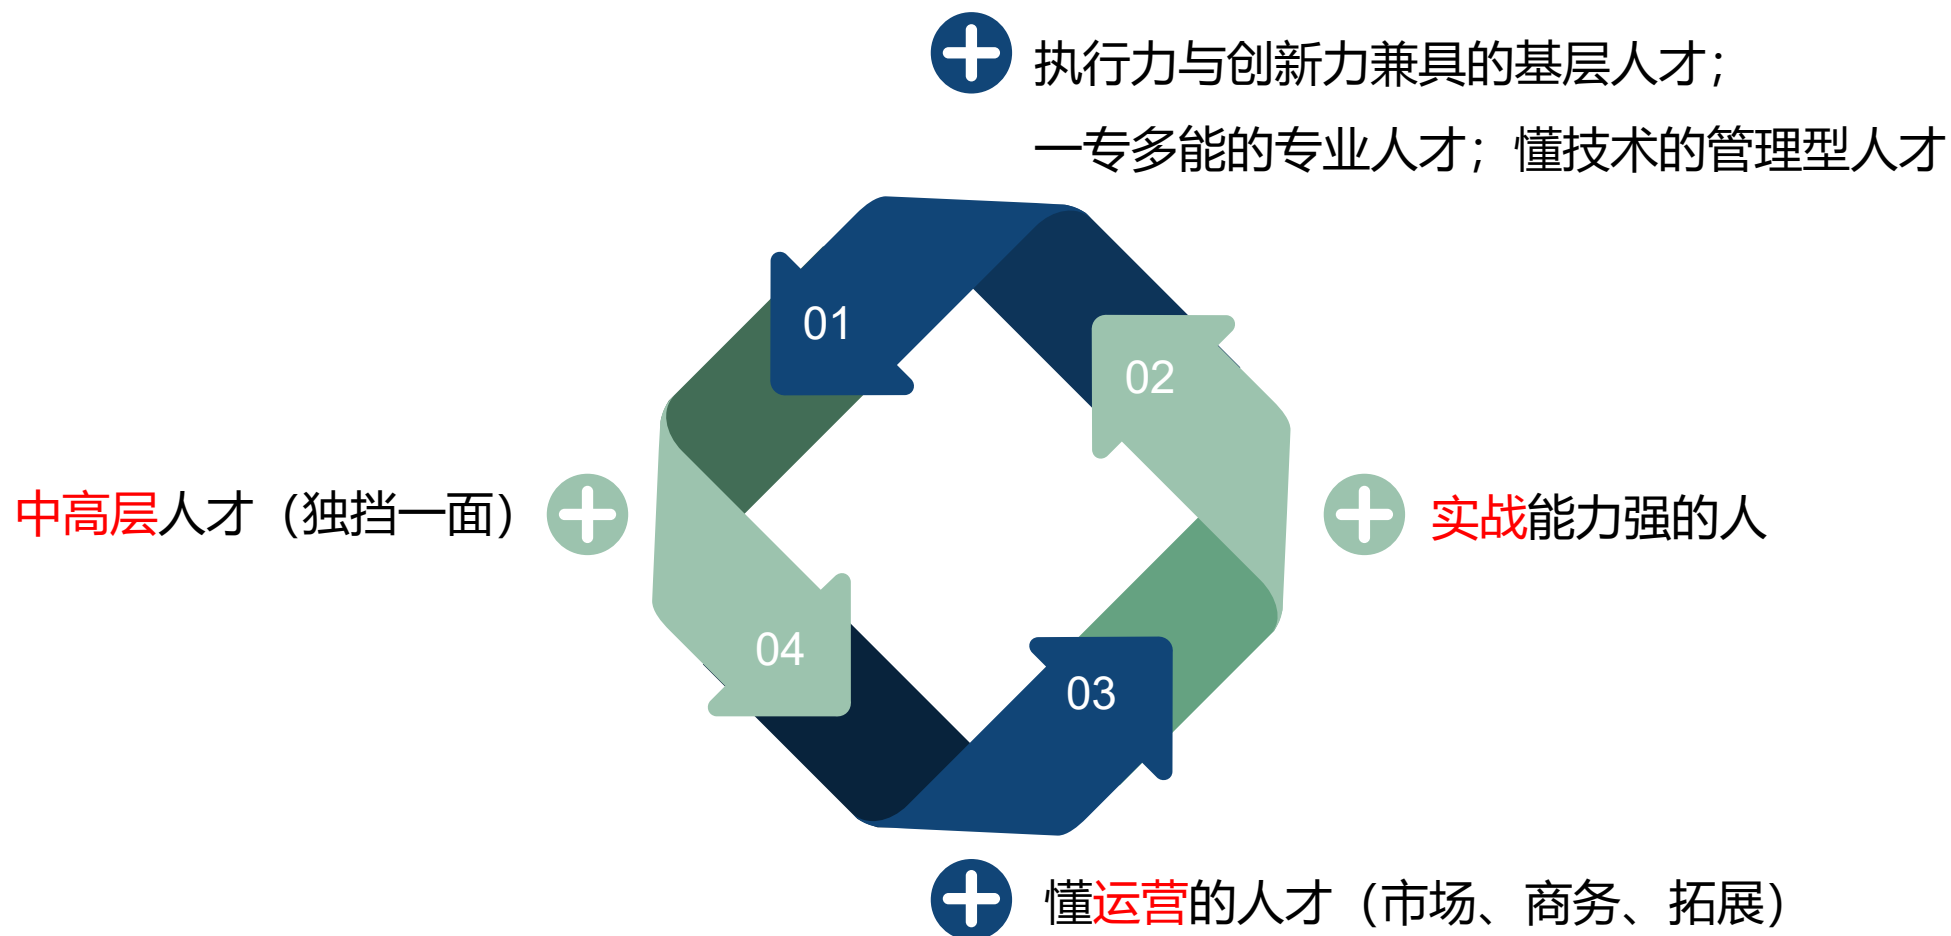 执行力与创新力兼具的基层人才；
一专多能的专业人才；懂技术的管理型人才
01
02
中高层人才（独挡一面）
实战能力强的人
04
03
懂运营的人才（市场、商务、拓展）